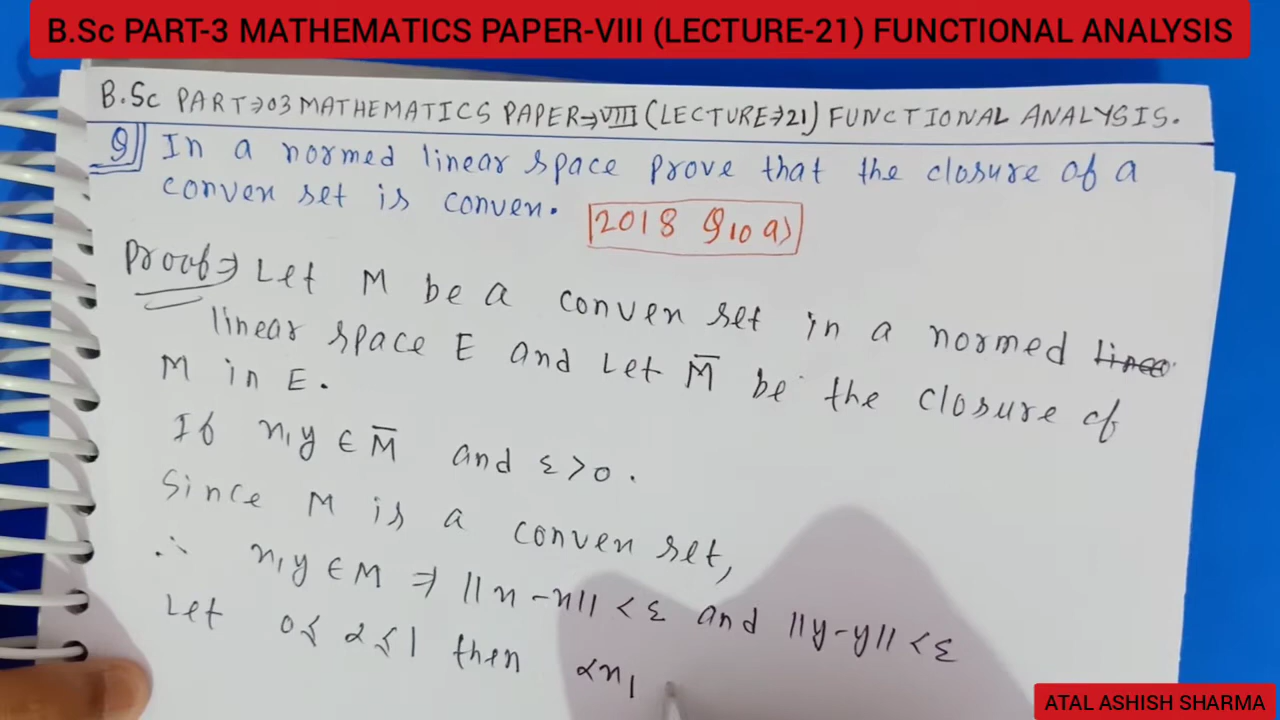 B.Sc PART-3 MATHEMATICS PAPER-VIII (LECTURE-21) FUNCTIONAL ANALYSIS
B.Sc PART⇒03 MATHEMATICS PAPER⇒VIII (LECTURE⇒21) FUNCTIONAL ANALYSIS.
Q In a normed linear space prove that the closure of a
convex set is convex. 2018 Q10 a)
Proof⇒ Let M be a convex set in a normed
linear space E and Let M̄ be the closure of
M in E.
If x, y ∈ M̄ and ε>0.
Since M is a convex set,
∴ x, y ∈ M ⇒ ||x - x|| < ε and ||y - y|| < ε
Let 0 ≤ α ≤ 1 then αx1
ATAL ASHISH SHARMA